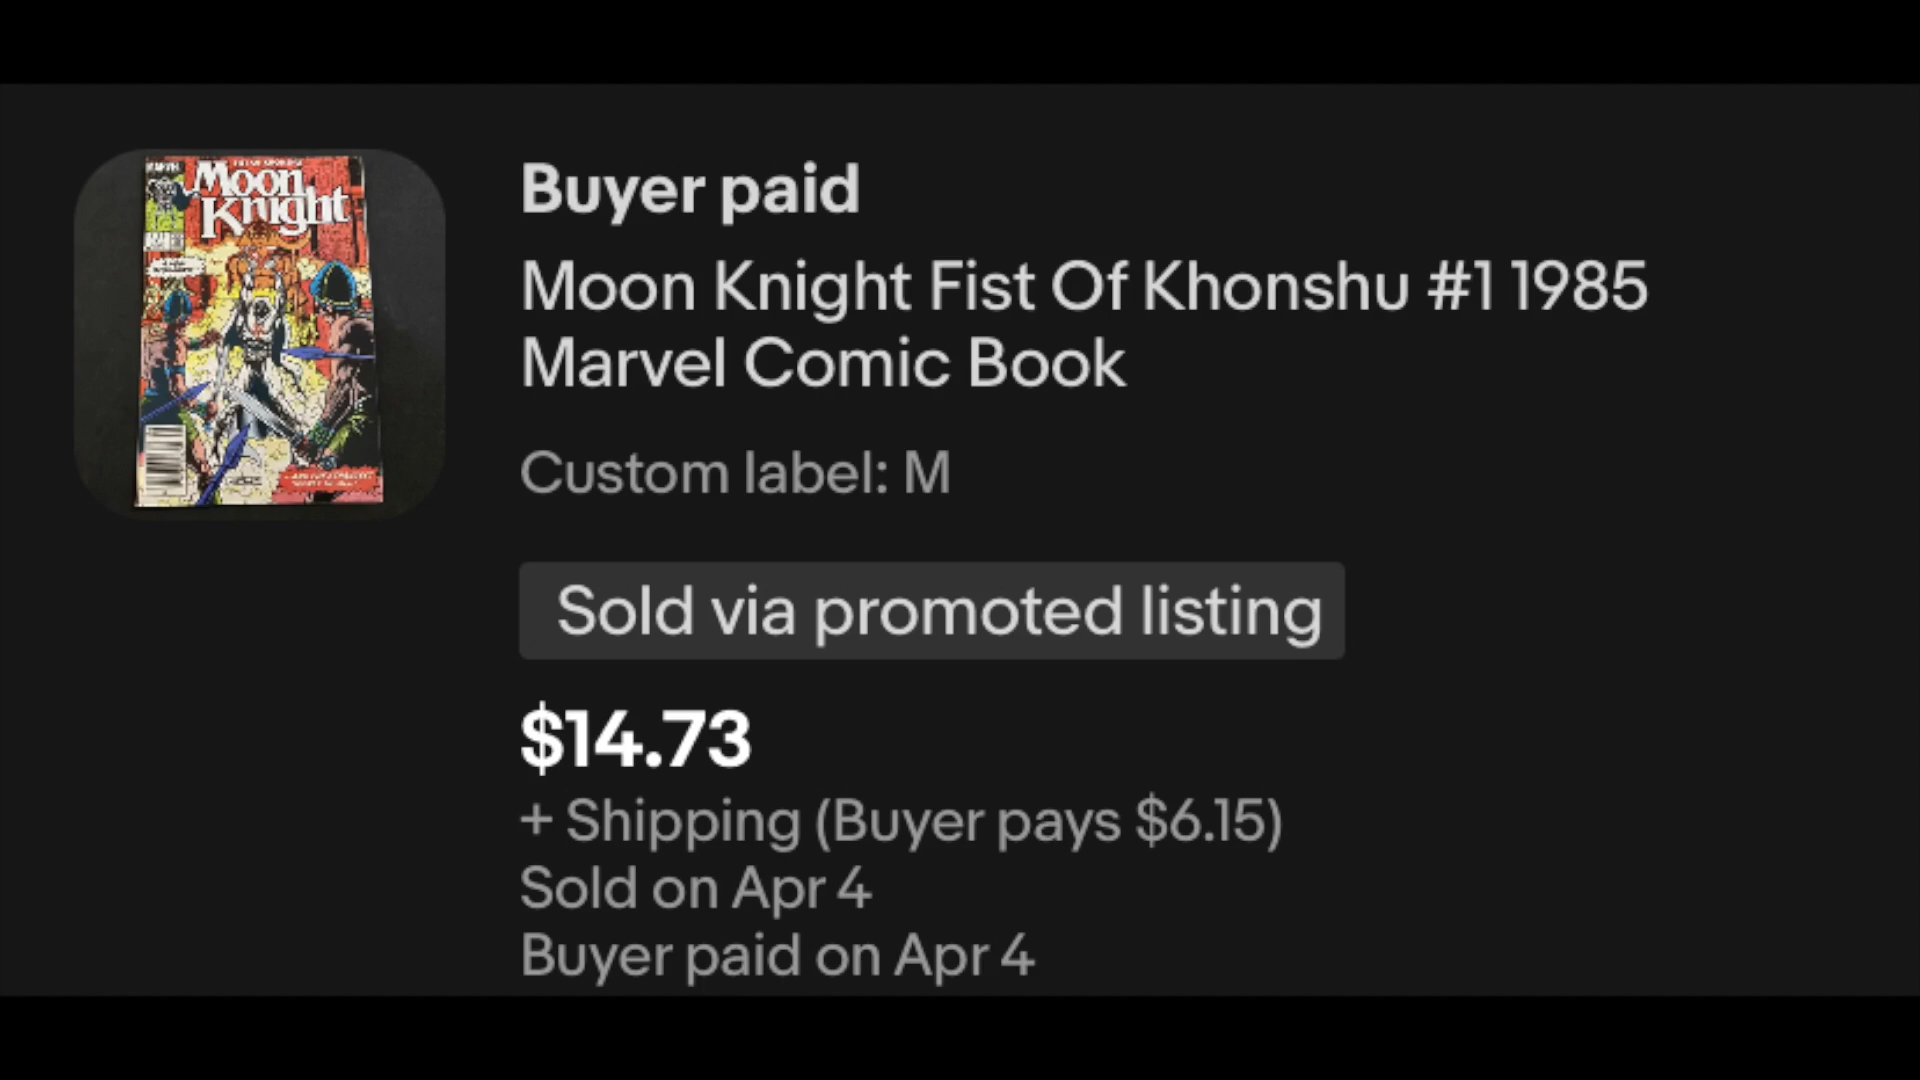 Moon
Knight
Buyer paid
Moon Knight Fist Of Khonshu #1 1985
Marvel Comic Book
Custom label: M
Sold via promoted listing
$14.73
+ Shipping (Buyer pays $6.15)
Sold on Apr 4
Buyer paid on Apr 4